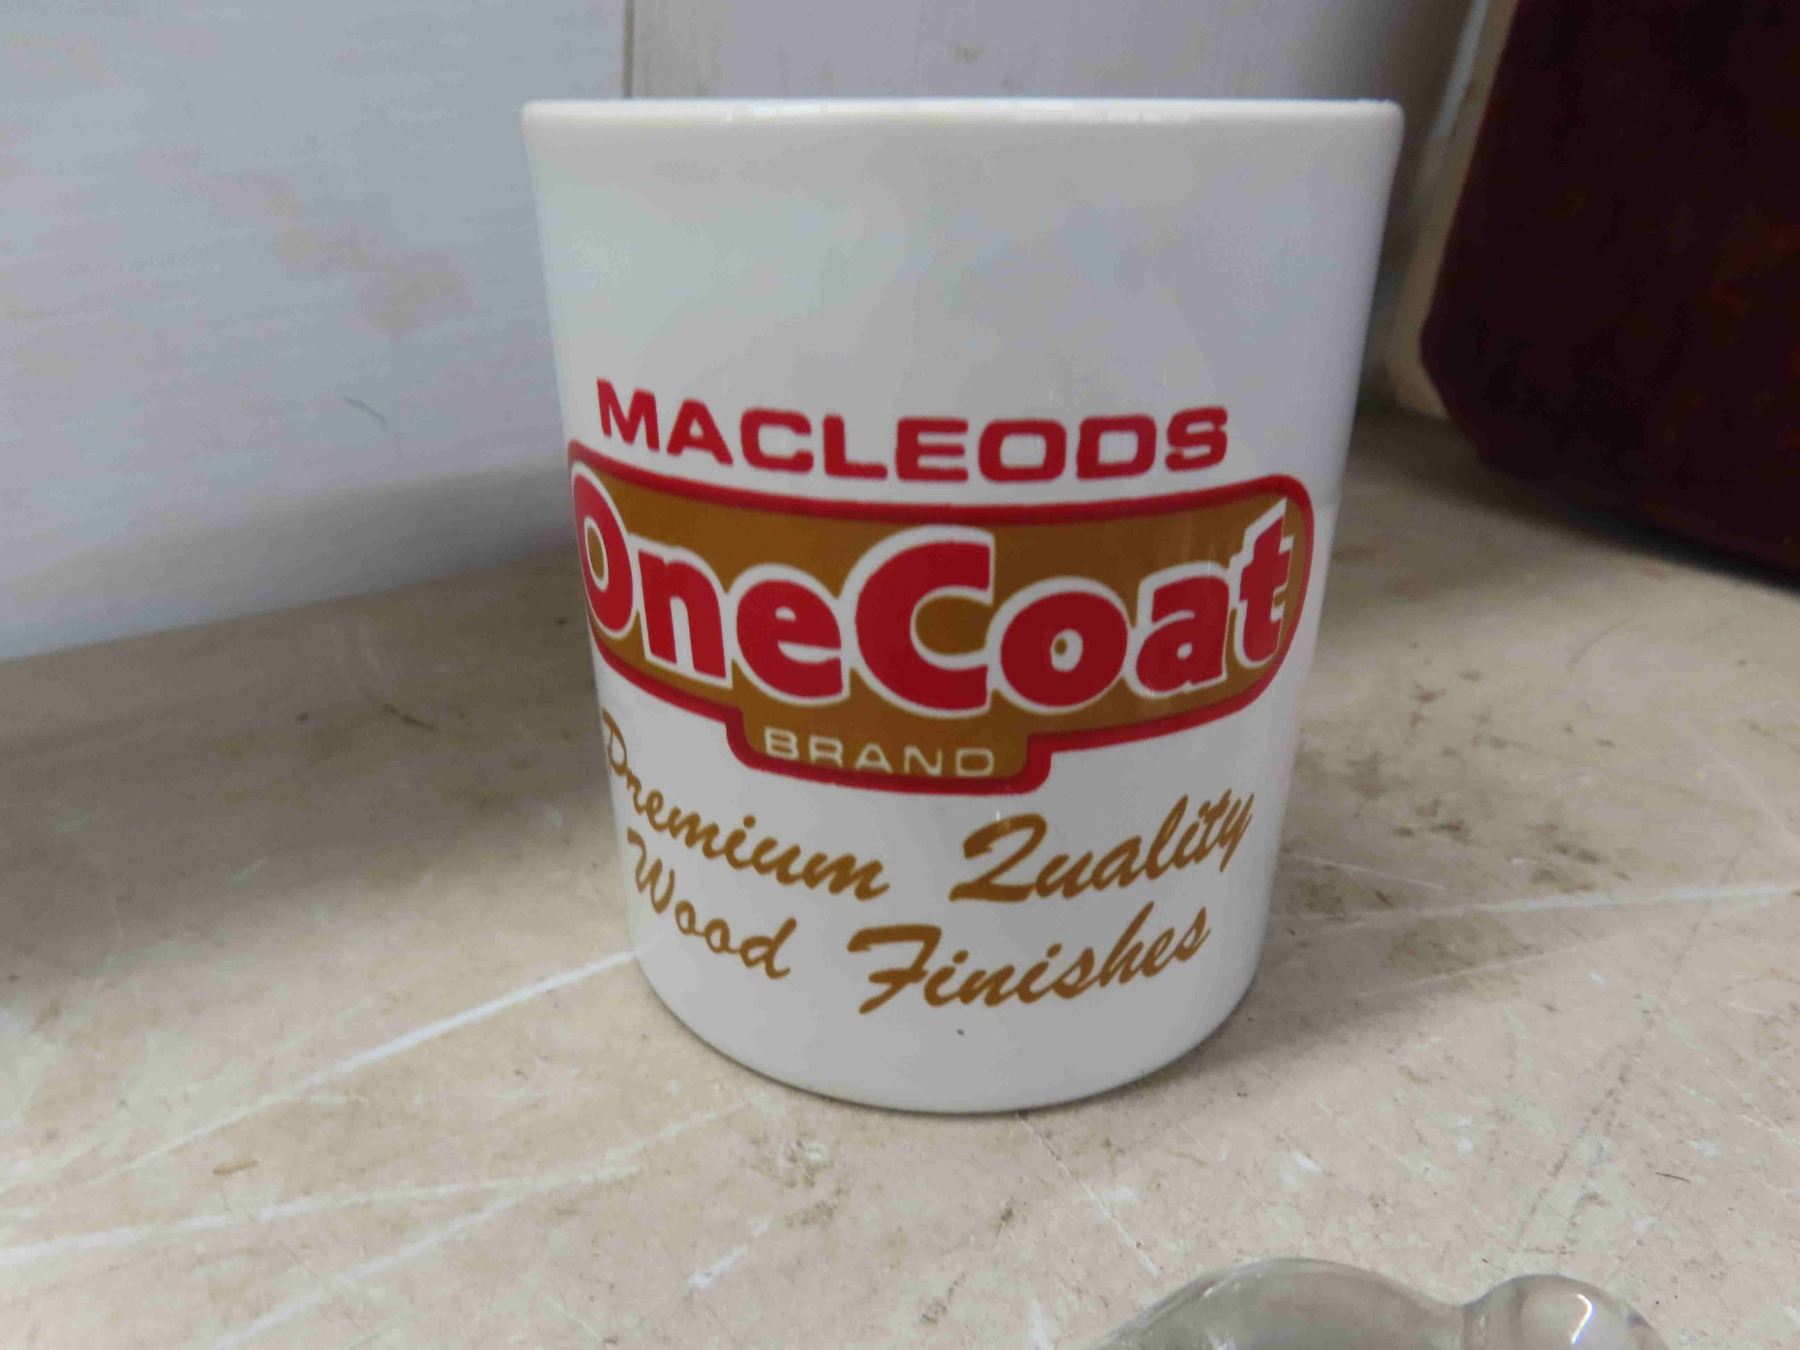 MACLEODS
OneCoat
BRAND
Premium Quality
Wood Finishes